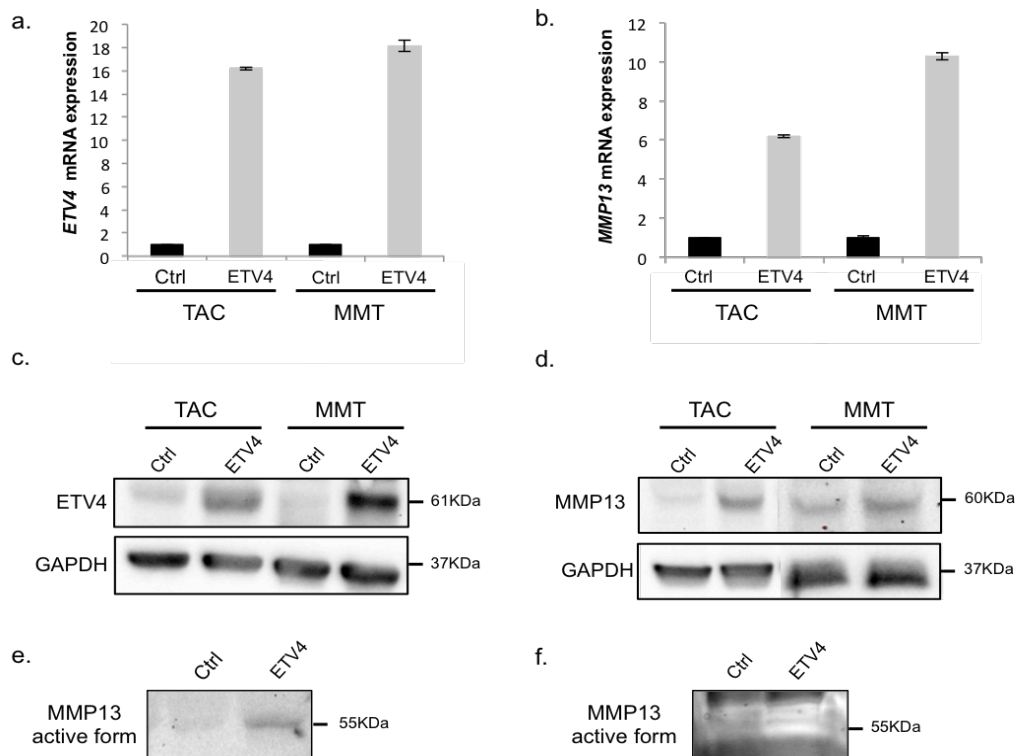 a.
ETV4 mRNA expression
20
18
16
14
12
10
8
6
4
2
0
Ctrl ETV4 Ctrl ETV4
TAC MMT
b.
MMP13 mRNA expression
12
10
8
6
4
2
0
Ctrl ETV4 Ctrl ETV4
TAC MMT
c.
TAC MMT
Ctrl ETV4 Ctrl ETV4
ETV4 61KDa
GAPDH 37KDa
d.
TAC MMT
Ctrl ETV4 Ctrl ETV4
MMP13 60KDa
GAPDH 37KDa
e.
Ctrl ETV4
MMP13
active form 55KDa
f.
Ctrl ETV4
MMP13
active form 55KDa